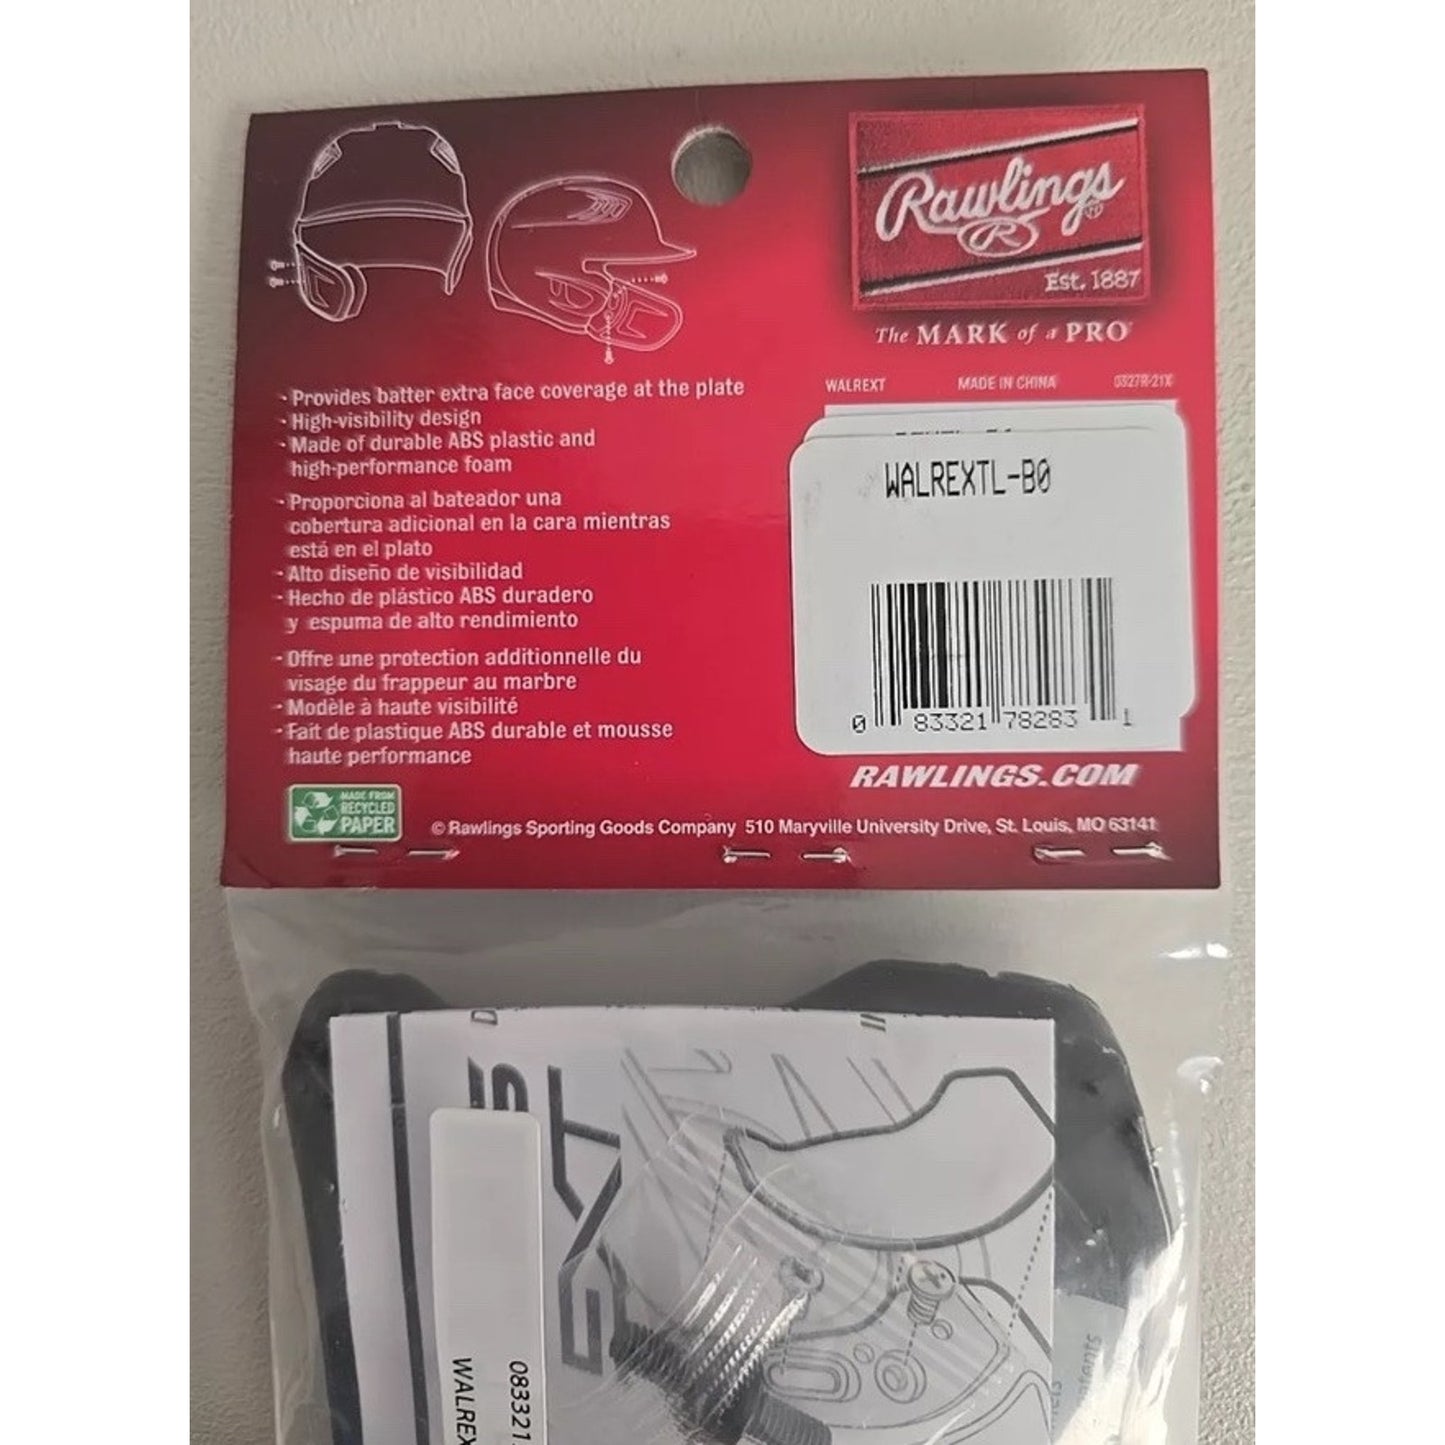 Rawlings
R
Est. 1887
The MARK of a PRO
- Provides batter extra face coverage at the plate
- High-visibility design
- Made of durable ABS plastic and
high-performance foam
- Proporciona al bateador una
cobertura adicional en la cara mientras
está en el plato
- Alto diseño de visibilidad
- Hecho de plástico ABS duradero
y espuma de alto rendimiento
- Offre une protection additionnelle du
visage du frappeur au marbre
- Modèle à haute visibilité
- Fait de plastique ABS durable et mousse
haute performance
WALREXT MADE IN CHINA 0327R-21X
WALREXTL-B0
0 83321 78283 1
RAWLINGS.COM
MADE FROM
RECYCLED
PAPER
© Rawlings Sporting Goods Company 510 Maryville University Drive, St. Louis, MO 63141
EXT
083321
WALREX